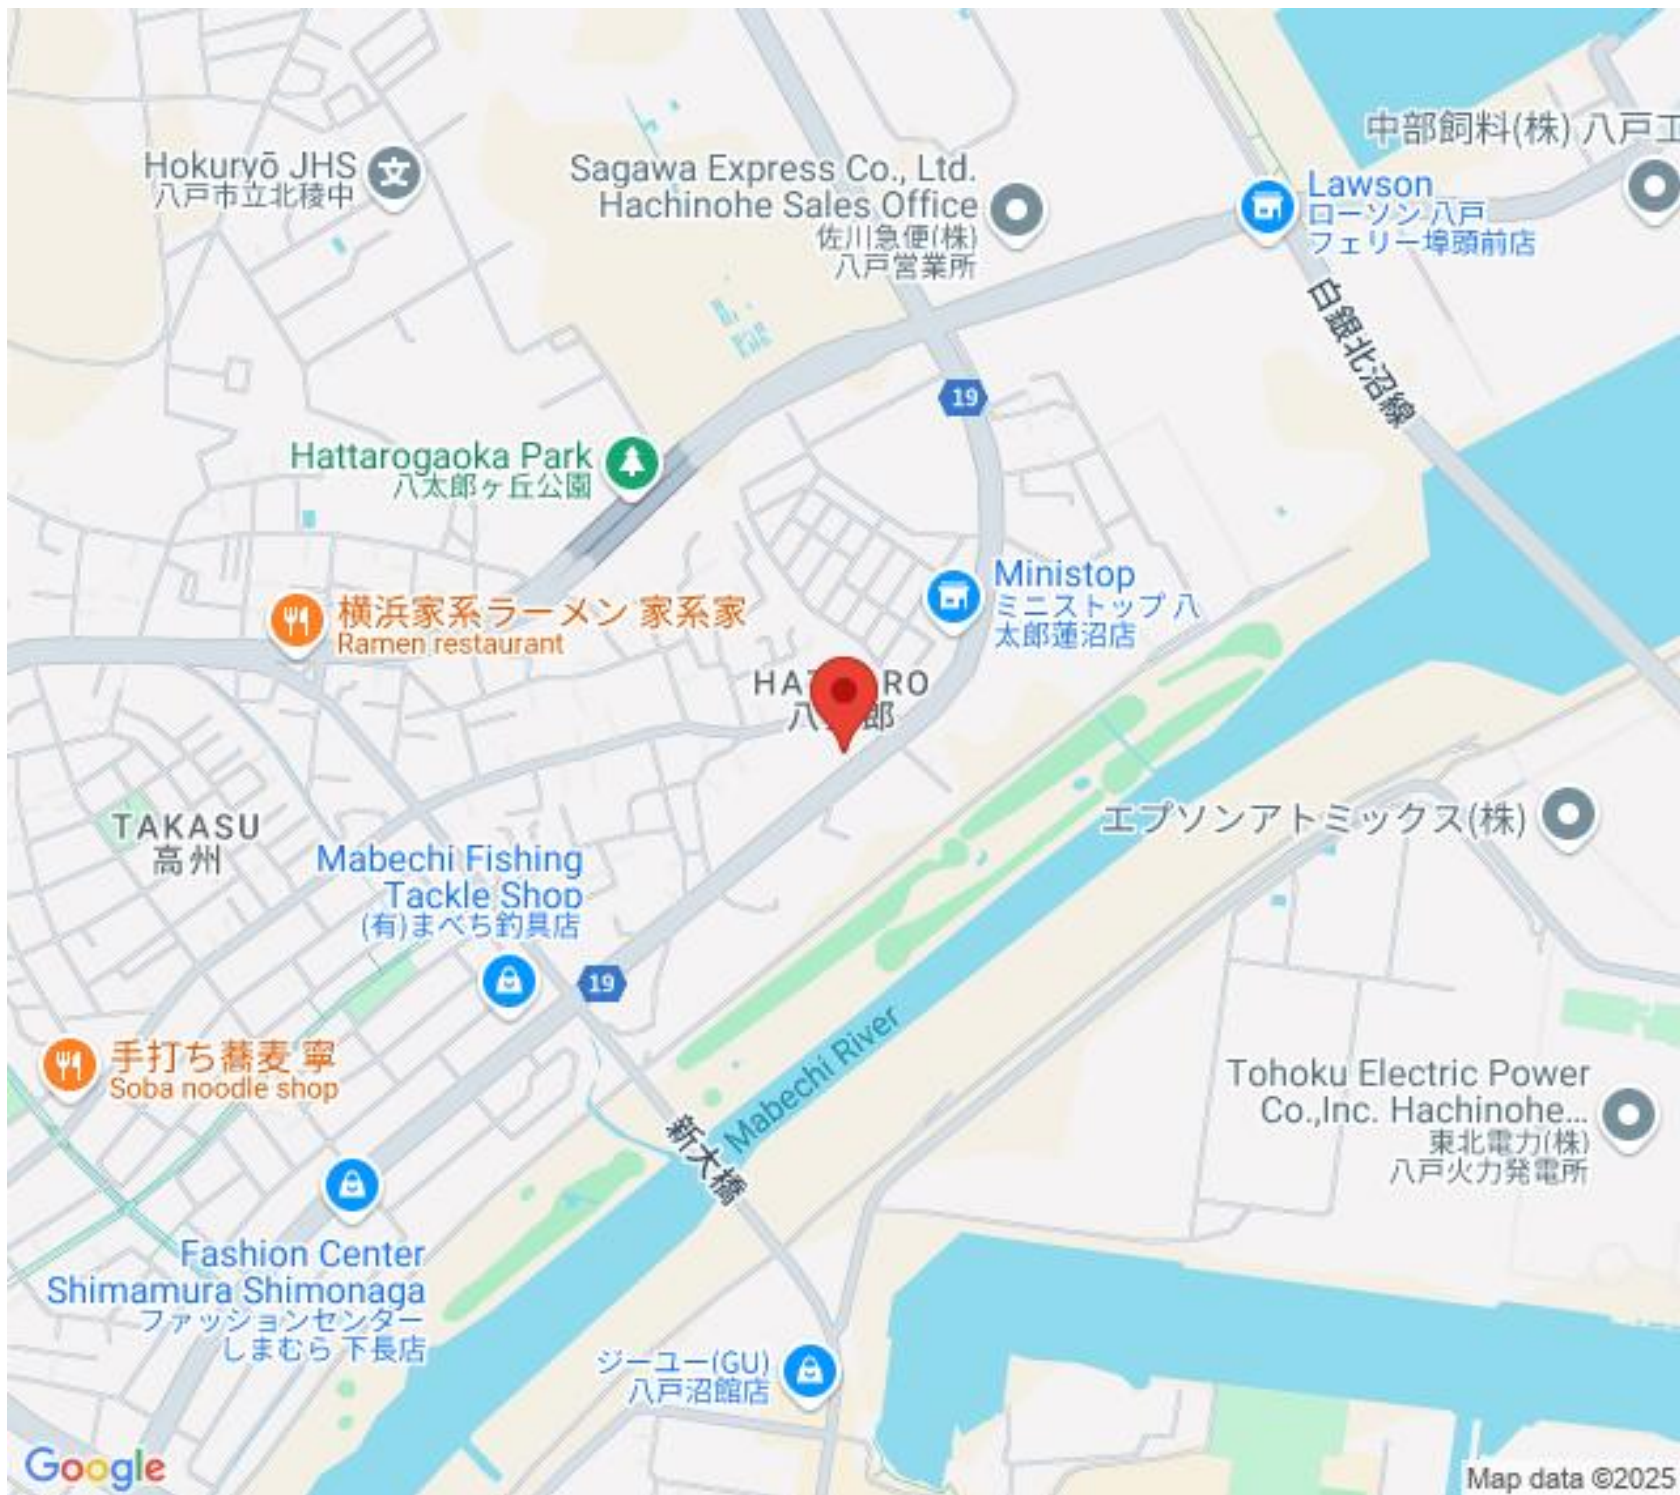 中部飼料(株) 八戸工
Hokuryō JHS
八戸市立北稜中
Sagawa Express Co., Ltd.
Hachinohe Sales Office
佐川急便(株)
八戸営業所
Lawson
ローソン 八戸
フェリー埠頭前店
白銀北沼線
19
Hattarogaoka Park
八太郎ヶ丘公園
Ministop
ミニストップ 八
太郎蓮沼店
横浜家系ラーメン 家系家
Ramen restaurant
HA RO
八 郎
TAKASU
高州
エプソンアトミックス(株)
Mabechi Fishing
Tackle Shop
(有)まべち釣具店
19
手打ち蕎麦 寧
Soba noodle shop
Mabechi River
新大橋
Tohoku Electric Power
Co.,Inc. Hachinohe...
東北電力(株)
八戸火力発電所
Fashion Center
Shimamura Shimonaga
ファッションセンター
しまむら 下長店
ジーユー(GU)
八戸沼館店
Google
Map data ©2025